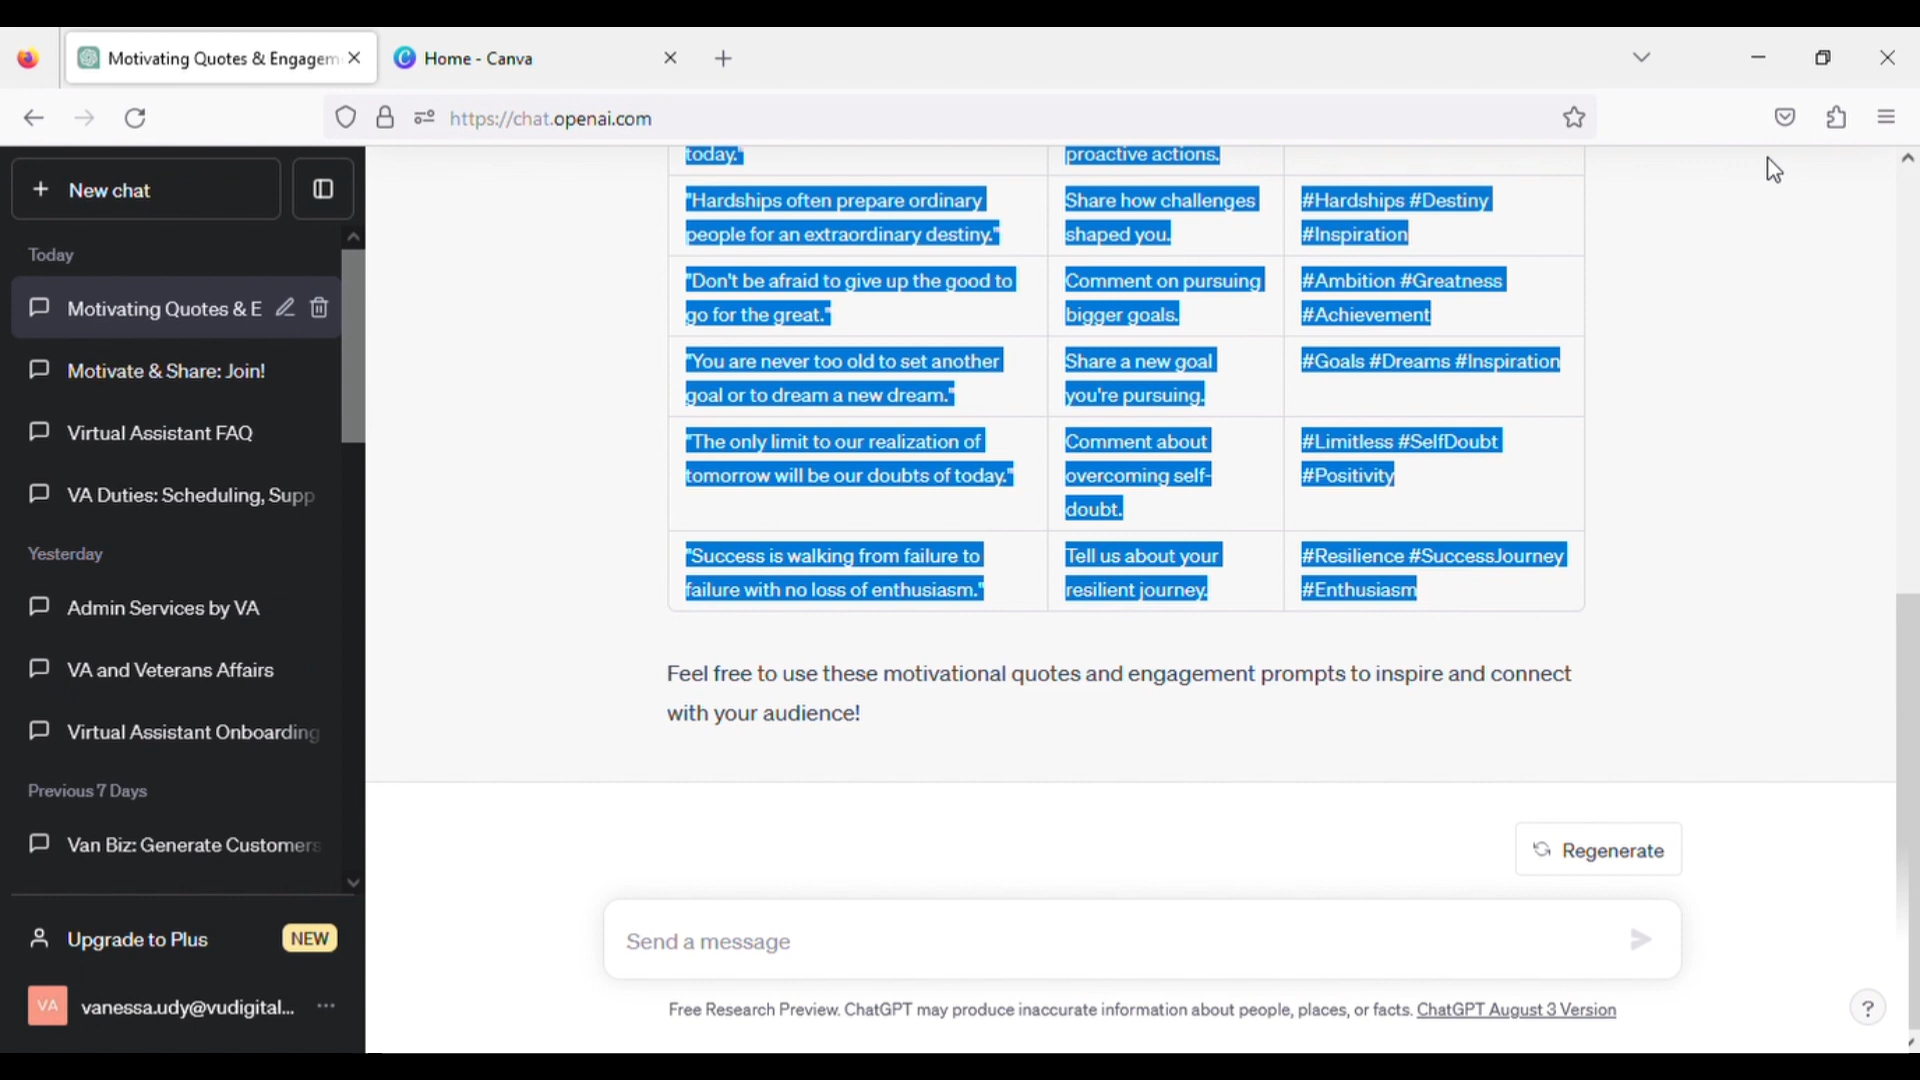 Motivating Quotes & Engagem
Home - Canva
https://chat.openai.com
New chat
Today
Motivating Quotes & E
Motivate & Share: Join!
Virtual Assistant FAQ
VA Duties: Scheduling, Supp
Yesterday
Admin Services by VA
VA and Veterans Affairs
Virtual Assistant Onboarding
Previous 7 Days
Van Biz: Generate Customers
Upgrade to Plus
NEW
VA
vanessa.udy@vudigital...
today."
proactive actions.
"Hardships often prepare ordinary
people for an extraordinary destiny."
Share how challenges
shaped you.
#Hardships #Destiny
#Inspiration
"Don't be afraid to give up the good to
go for the great."
Comment on pursuing
bigger goals.
#Ambition #Greatness
#Achievement
"You are never too old to set another
goal or to dream a new dream."
Share a new goal
you're pursuing.
#Goals #Dreams #Inspiration
"The only limit to our realization of
tomorrow will be our doubts of today."
Comment about
overcoming self-
doubt.
#Limitless #SelfDoubt
#Positivity
"Success is walking from failure to
failure with no loss of enthusiasm."
Tell us about your
resilient journey.
#Resilience #SuccessJourney
#Enthusiasm
Feel free to use these motivational quotes and engagement prompts to inspire and connect
with your audience!
Regenerate
Send a message
Free Research Preview. ChatGPT may produce inaccurate information about people, places, or facts. ChatGPT August 3 Version
?